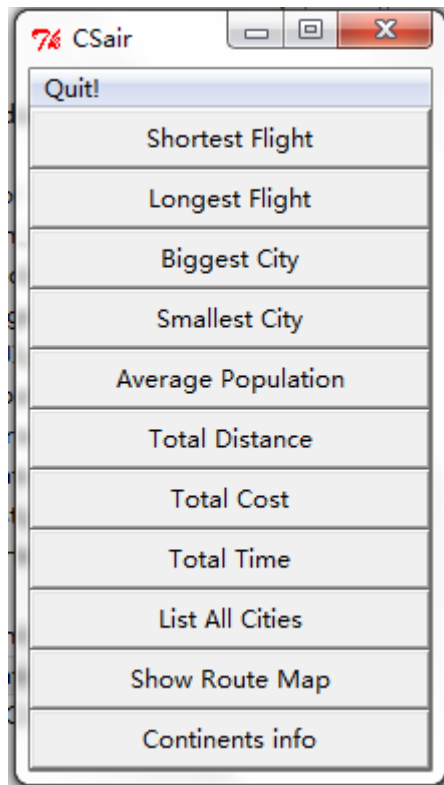 CSair
Quit!
Shortest Flight
Longest Flight
Biggest City
Smallest City
Average Population
Total Distance
Total Cost
Total Time
List All Cities
Show Route Map
Continents info